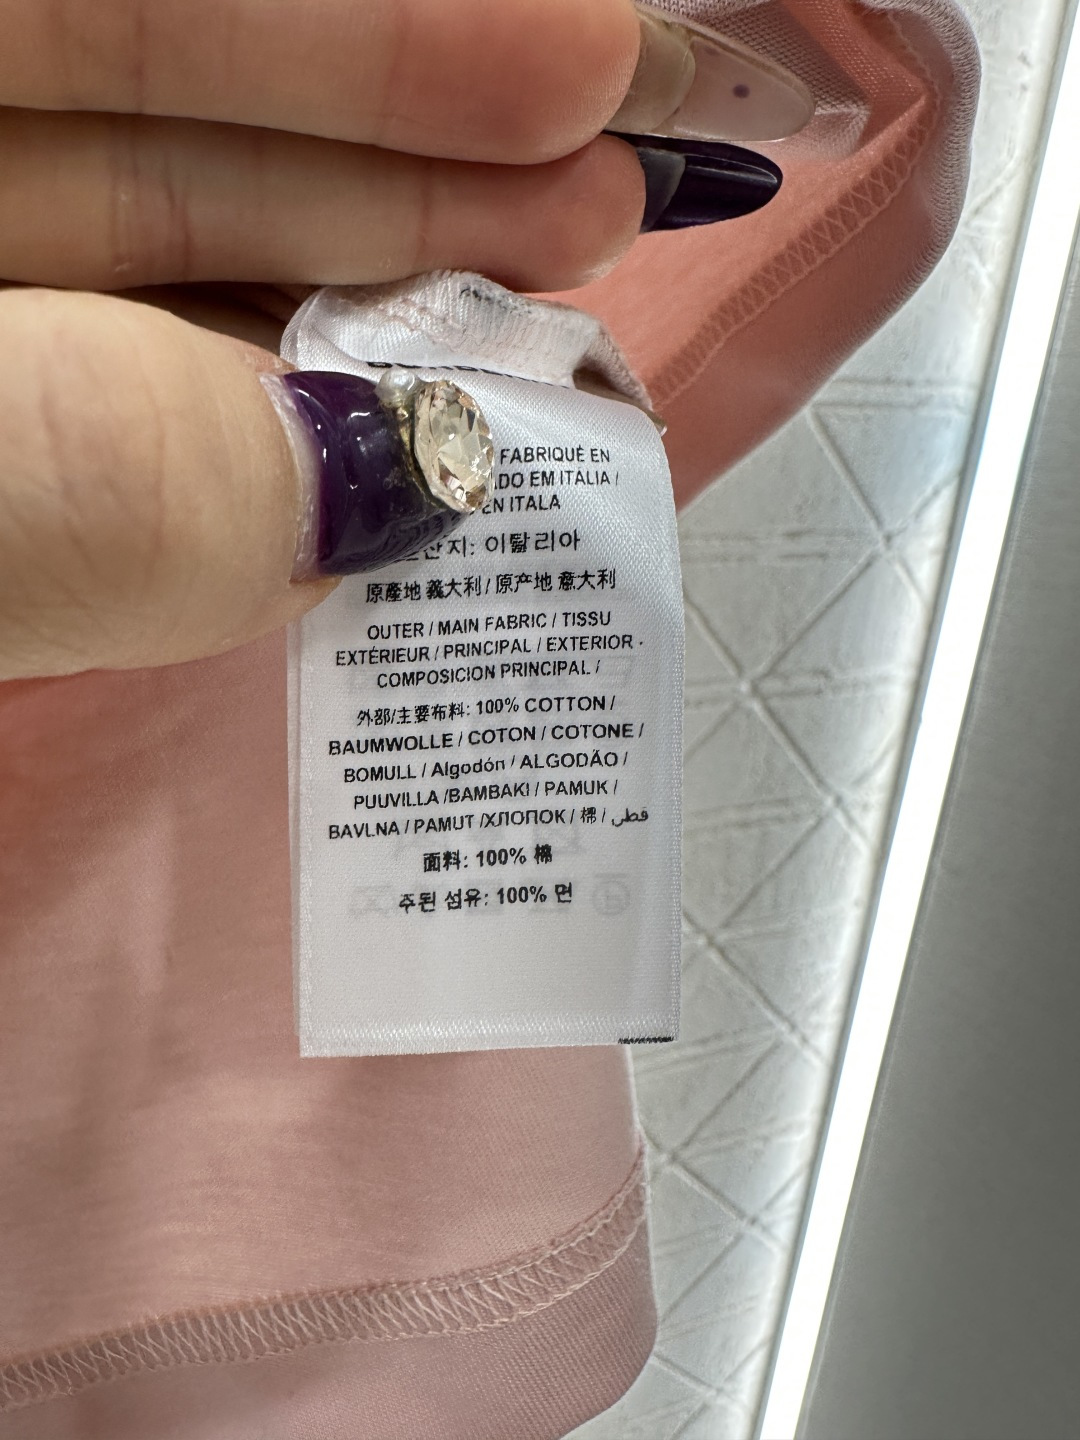 FABRIQUÉ EN
EM ITALIA /
EN ITALA
이탈리아
原產地 義大利 / 原产地 意大利
OUTER / MAIN FABRIC / TISSU
EXTÉRIEUR / PRINCIPAL / EXTERIOR -
COMPOSICION PRINCIPAL /
外部/主要布料: 100% COTTON /
BAUMWOLLE / COTON / COTONE /
BOMULL / Algodón / ALGODÃO /
PUUVILLA /BAMBAKI / PAMUK /
BAVLNA / PAMUT /ХЛОПОК / 棉 / قطن
面料: 100% 棉
주된 섬유: 100% 면